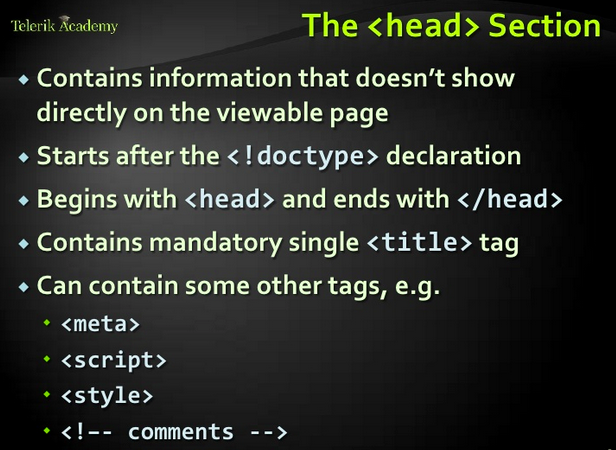 Telerik Academy
The <head> Section
Contains information that doesn't show
directly on the viewable page
Starts after the <!doctype> declaration
Begins with <head> and ends with </head>
Contains mandatory single <title> tag
Can contain some other tags, e.g.
<meta>
<script>
<style>
<!-- comments -->